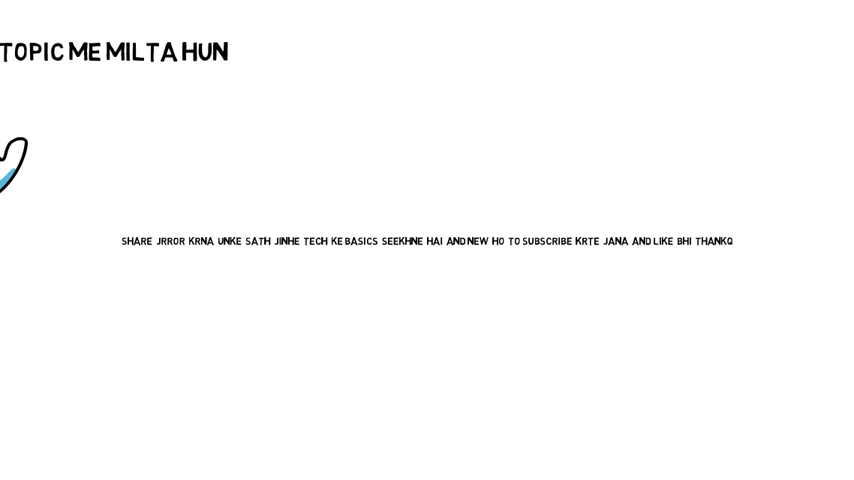 TOPIC ME MILTA HUN
SHARE JRROR KRNA UNKE SATH JINHE TECH KE BASICS SEEKHNE HAI AND NEW HO TO SUBSCRIBE KRTE JANA AND LIKE BHI THANKQ